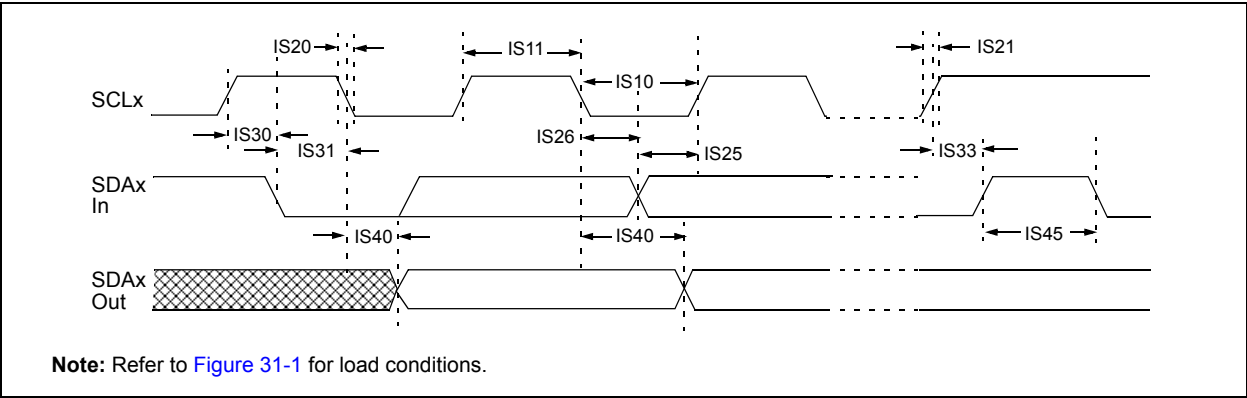 IS20
IS11
IS21
IS10
SCLx
IS30
IS26
IS31
IS25
IS33
SDAx
In
IS40
IS40
IS45
SDAx
Out
Note: Refer to Figure 31-1 for load conditions.